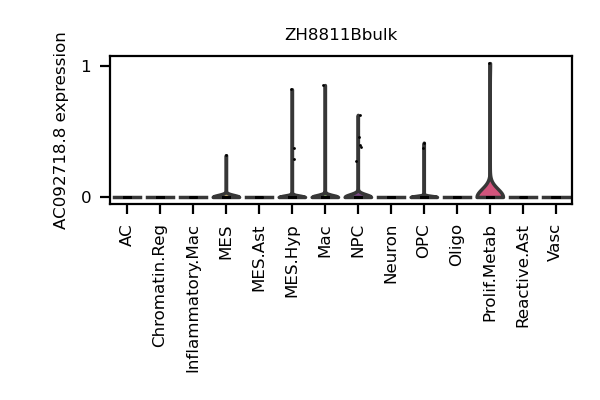 ZH8811Bbulk
AC092718.8 expression
1
0
AC
Chromatin.Reg
Inflammatory.Mac
MES
MES.Ast
MES.Hyp
Mac
NPC
Neuron
OPC
Oligo
Prolif.Metab
Reactive.Ast
Vasc